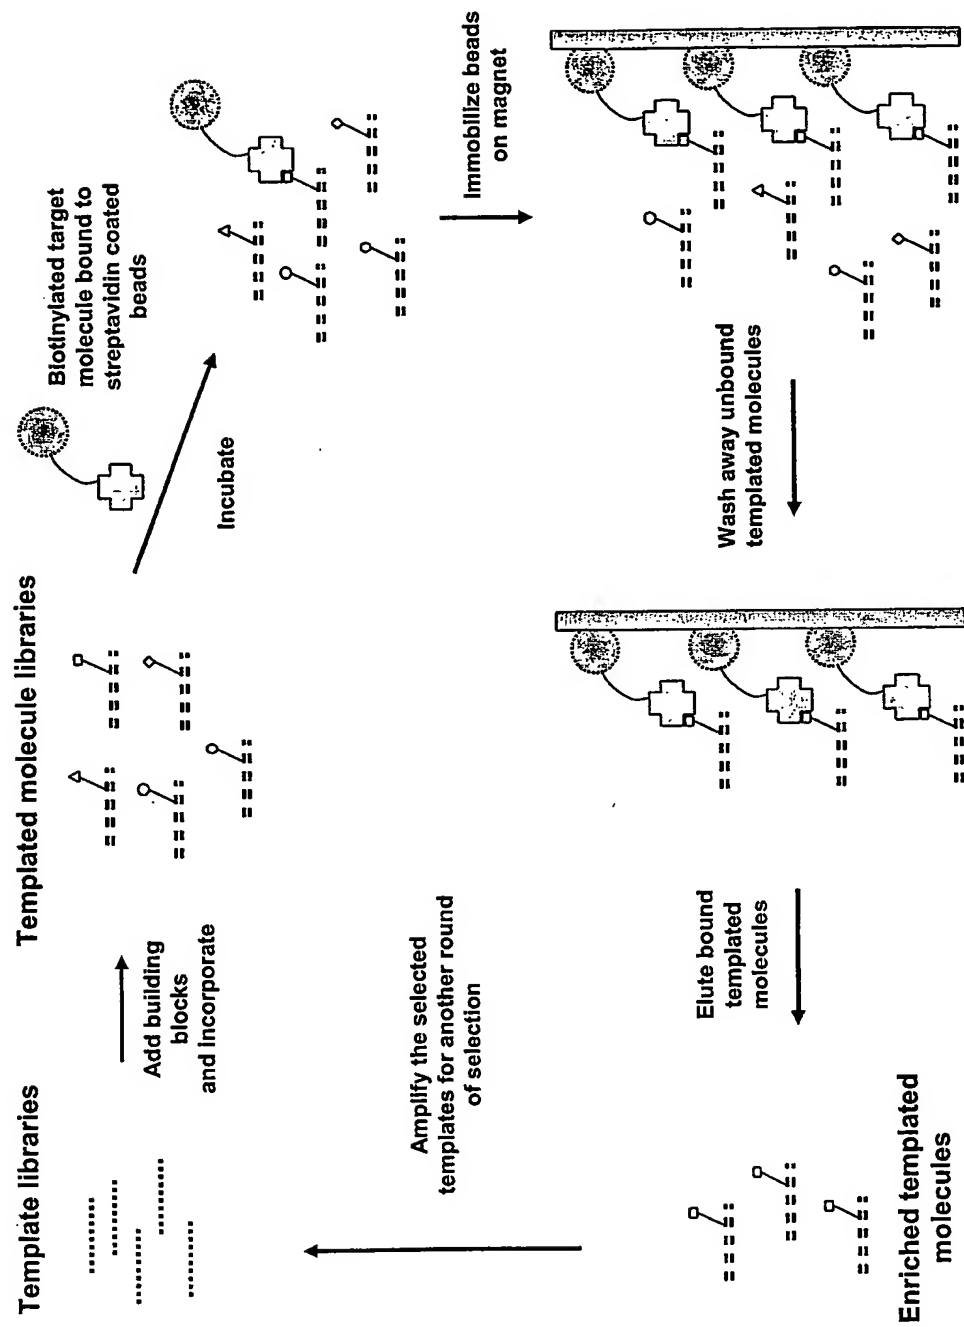 Template libraries
Add building
blocks
and incorporate
Templated molecule libraries
Incubate
Biotinylated target
molecule bound to
streptavidin coated
beads
Immobilize beads
on magnet
Wash away unbound
templated molecules
Elute bound
templated
molecules
Enriched templated
molecules
Amplify the selected
templates for another round
of selection